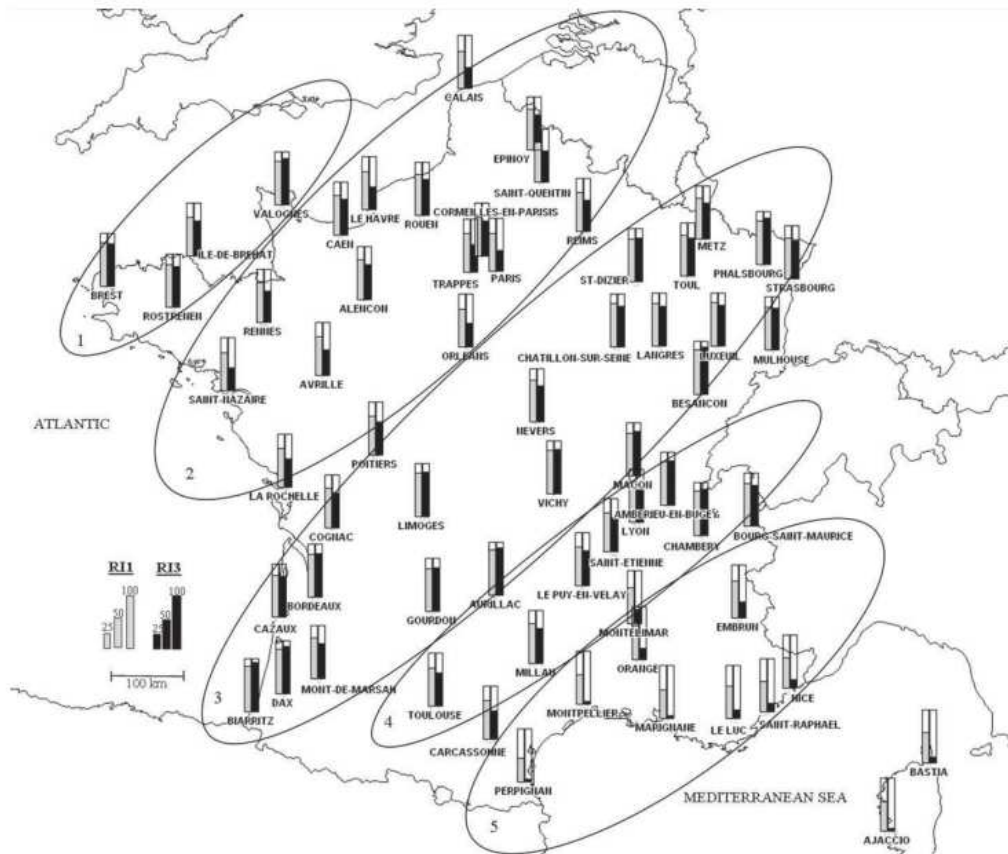 CALAIS
EPINOY
SAINT-QUENTIN
VALOGNES
LE HAVRE
ROUEN
CORMEILLES-EN-PARISIS
CAEN
REIMS
ILE-DE-BREHAT
METZ
PHALSBOURG
STRASBOURG
TRAPPES
PARIS
ST-DIZIER
TOUL
BREST
ROSTRENEN
ALENCON
RENNES
1
ORLEANS
CHATILLON-SUR-SEINE
LANGRES
LUXEUIL
MULHOUSE
AVRILLE
SAINT-NAZAIRE
BESANCON
ATLANTIC
NEVERS
2
POITIERS
LA ROCHELLE
VICHY
MACON
COGNAC
LIMOGES
AMBERIEU-EN-BUGEY
LYON
CHAMBERY
BOURG-SAINT-MAURICE
SAINT-ETIENNE
RI1 RI3
100 100
50 50
25 25
100 km
BORDEAUX
CAZAUX
GOURDON
AURILLAC
LE PUY-EN-VELAY
MONTELIMAR
EMBRUN
MILLAU
ORANGE
MONT-DE-MARSAN
DAX
BIARRITZ
3
TOULOUSE
4
MONTPELLIER
MARIGNANE
LE LUC
NICE
SAINT-RAPHAEL
CARCASSONNE
PERPIGNAN
BASTIA
MEDITERRANEAN SEA
5
AJACCIO